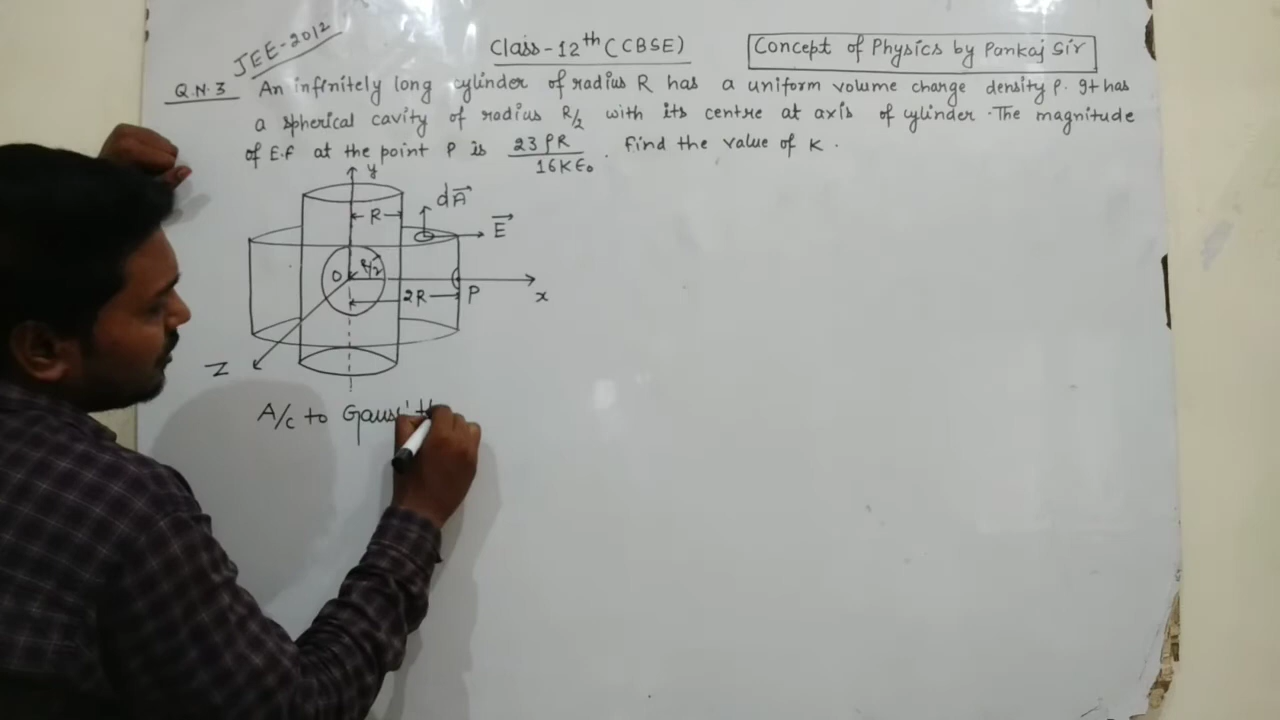 JEE-2012
Class-12th (CBSE)
Concept of Physics by Pankaj Sir
Q.N.3 An infinitely long cylinder of radius R has a uniform volume charge density ρ. It has
a spherical cavity of radius R/2 with its centre at axis of cylinder. The magnitude
of E.F at the point P is 23ρR/16Kε₀. find the value of K.
y
R
dA⃗
E⃗
O
R/2
2R
P
x
Z
A/c to Gauss'